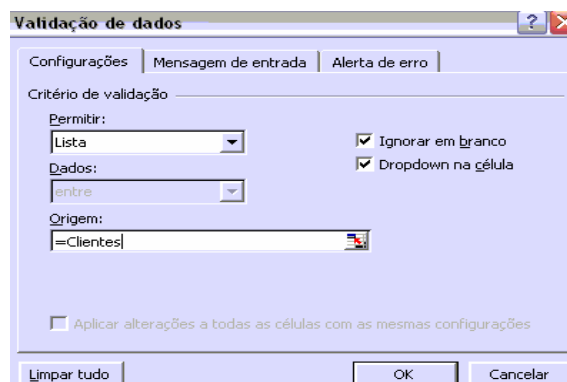 Validação de dados ?
Configurações Mensagem de entrada Alerta de erro
Critério de validação
Permitir:
Lista Ignorar em branco
Dados: Dropdown na célula
entre
Origem:
=Clientes
Aplicar alterações a todas as células com as mesmas configurações
Limpar tudo OK Cancelar